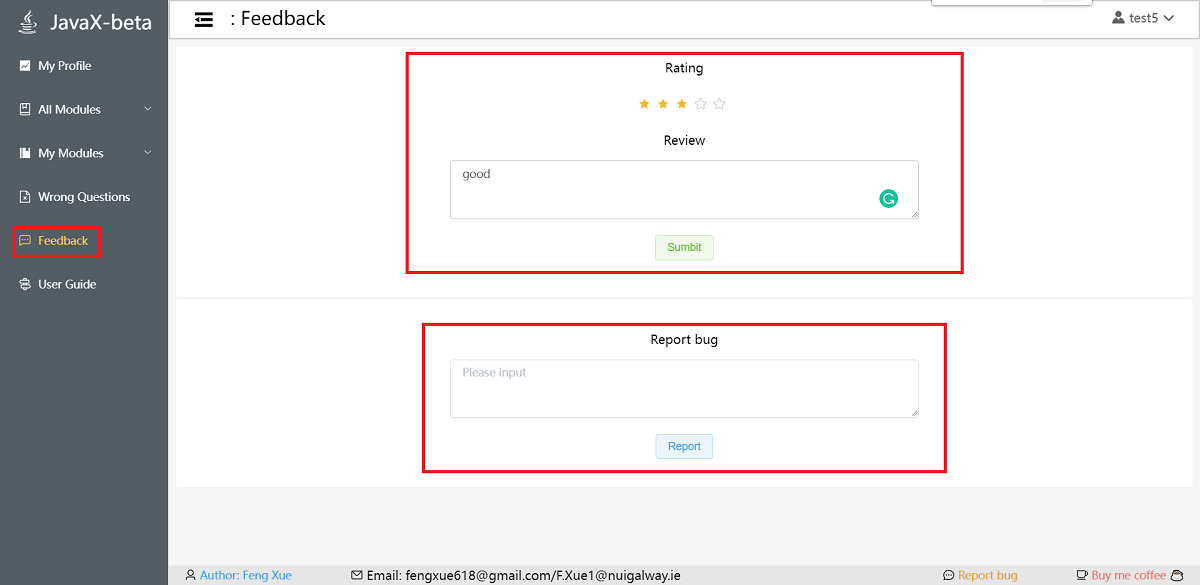 JavaX-beta
: Feedback
test5
My Profile
All Modules
My Modules
Wrong Questions
Feedback
User Guide
Rating
Review
good
Sumbit
Report bug
Please input
Report
Author: Feng Xue
Email: fengxue618@gmail.com/F.Xue1@nuigalway.ie
Report bug
Buy me coffee